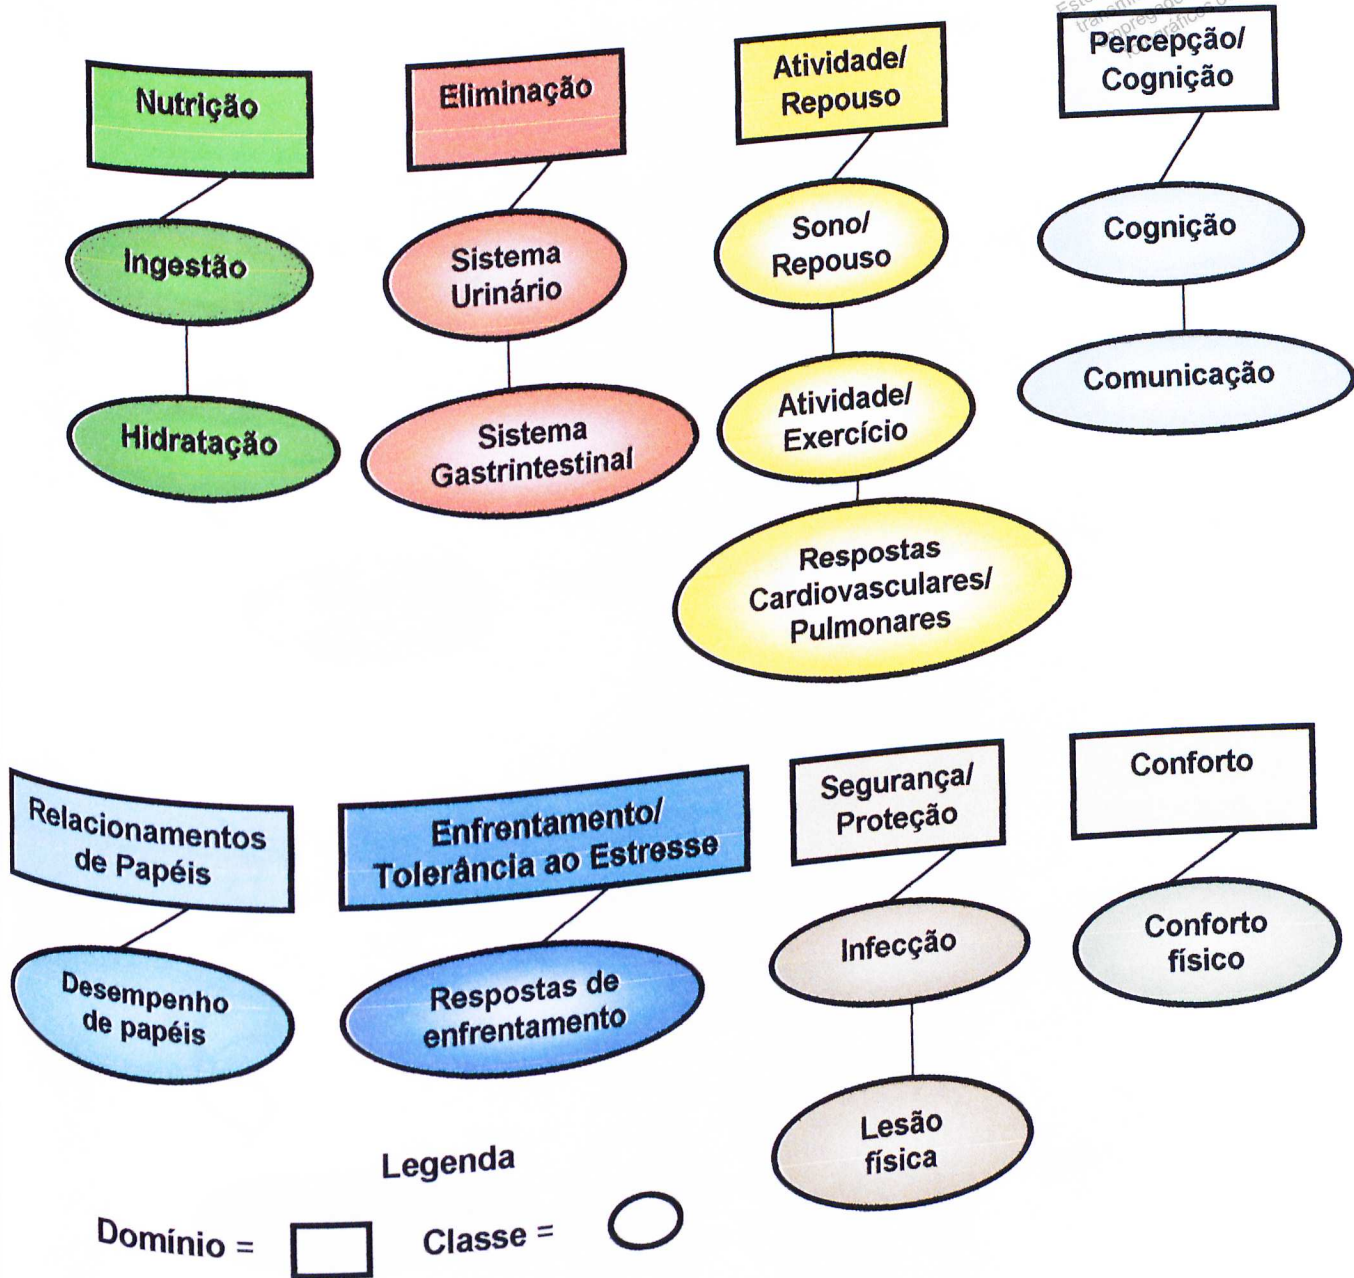 Nutrição
Eliminação
Atividade/
Repouso
Percepção/
Cognição
Ingestão
Sistema
Urinário
Sono/
Repouso
Cognição
Hidratação
Sistema
Gastrintestinal
Atividade/
Exercício
Comunicação
Respostas
Cardiovasculares/
Pulmonares
Relacionamentos
de Papéis
Enfrentamento/
Tolerância ao Estresse
Segurança/
Proteção
Conforto
Desempenho
de papéis
Respostas de
enfrentamento
Infecção
Conforto
físico
Lesão
física
Legenda
Domínio =
Classe =